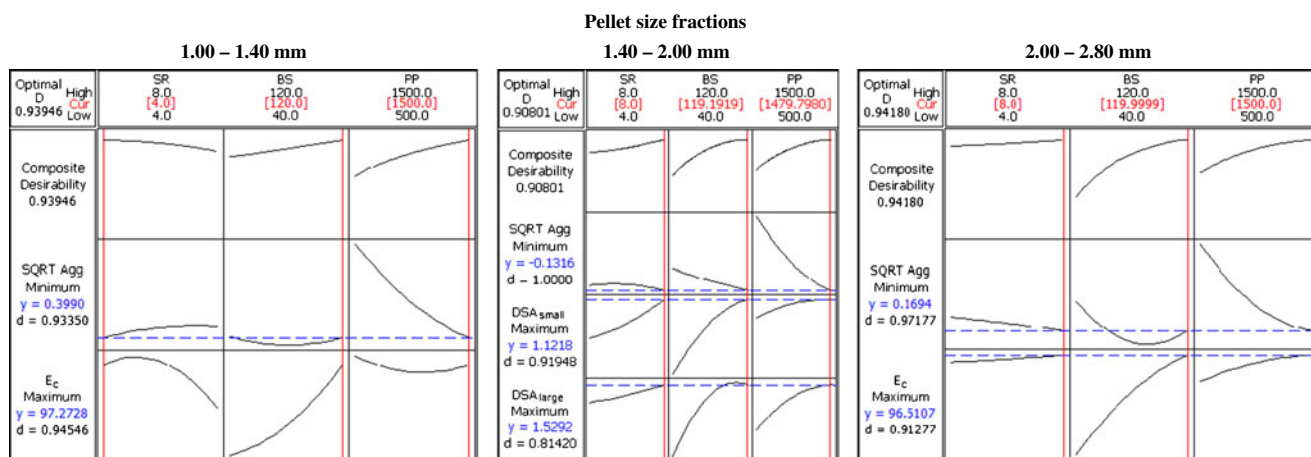 Pellet size fractions
1.00 – 1.40 mm
Optimal
D
0.93946
High
Cur
Low
SR
8.0
[4.0]
4.0
BS
120.0
[120.0]
40.0
PP
1500.0
[1500.0]
500.0
Composite
Desirability
0.93946
SQRT Agg
Minimum
y = 0.3990
d = 0.93350
Ec
Maximum
y = 97.2728
d = 0.94546
1.40 – 2.00 mm
Optimal
D
0.90801
High
Cur
Low
SR
8.0
[8.0]
4.0
BS
120.0
[119.1919]
40.0
PP
1500.0
[1479.7980]
500.0
Composite
Desirability
0.90801
SQRT Agg
Minimum
y = -0.1316
d = 1.0000
DSA small
Maximum
y = 1.1218
d = 0.91948
DSA large
Maximum
y = 1.5292
d = 0.81420
2.00 – 2.80 mm
Optimal
D
0.94180
High
Cur
Low
SR
8.0
[8.0]
4.0
BS
120.0
[119.9999]
40.0
PP
1500.0
[1500.0]
500.0
Composite
Desirability
0.94180
SQRT Agg
Minimum
y = 0.1694
d = 0.97177
Ec
Maximum
y = 96.5107
d = 0.91277